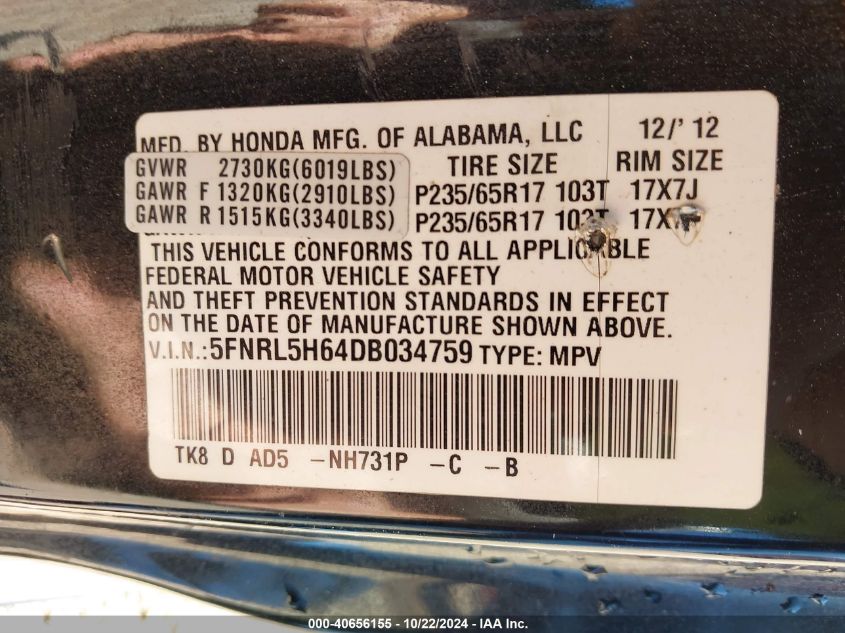 MFD. BY HONDA MFG. OF ALABAMA, LLC 12/'12
GVWR 2730KG(6019LBS) TIRE SIZE RIM SIZE
GAWR F 1320KG(2910LBS) P235/65R17 103T 17X7J
GAWR R 1515KG(3340LBS) P235/65R17 103T 17X7J
THIS VEHICLE CONFORMS TO ALL APPLICABLE
FEDERAL MOTOR VEHICLE SAFETY
AND THEFT PREVENTION STANDARDS IN EFFECT
ON THE DATE OF MANUFACTURE SHOWN ABOVE.
V.I.N.:5FNRL5H64DB034759 TYPE: MPV
TK8 D AD5 -NH731P -C -B
000-40656155 - 10/22/2024 - IAA Inc.